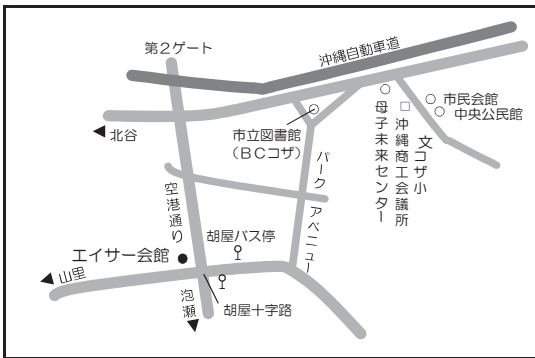 第2ゲート
沖縄自動車道
北谷
市立図書館
(BCコザ)
市民会館
中央公民館
文コザ小
沖縄商工会議所
母子未来センター
パークアベニュー
空港通り
胡屋バス停
エイサー会館
山里
泡瀬
胡屋十字路